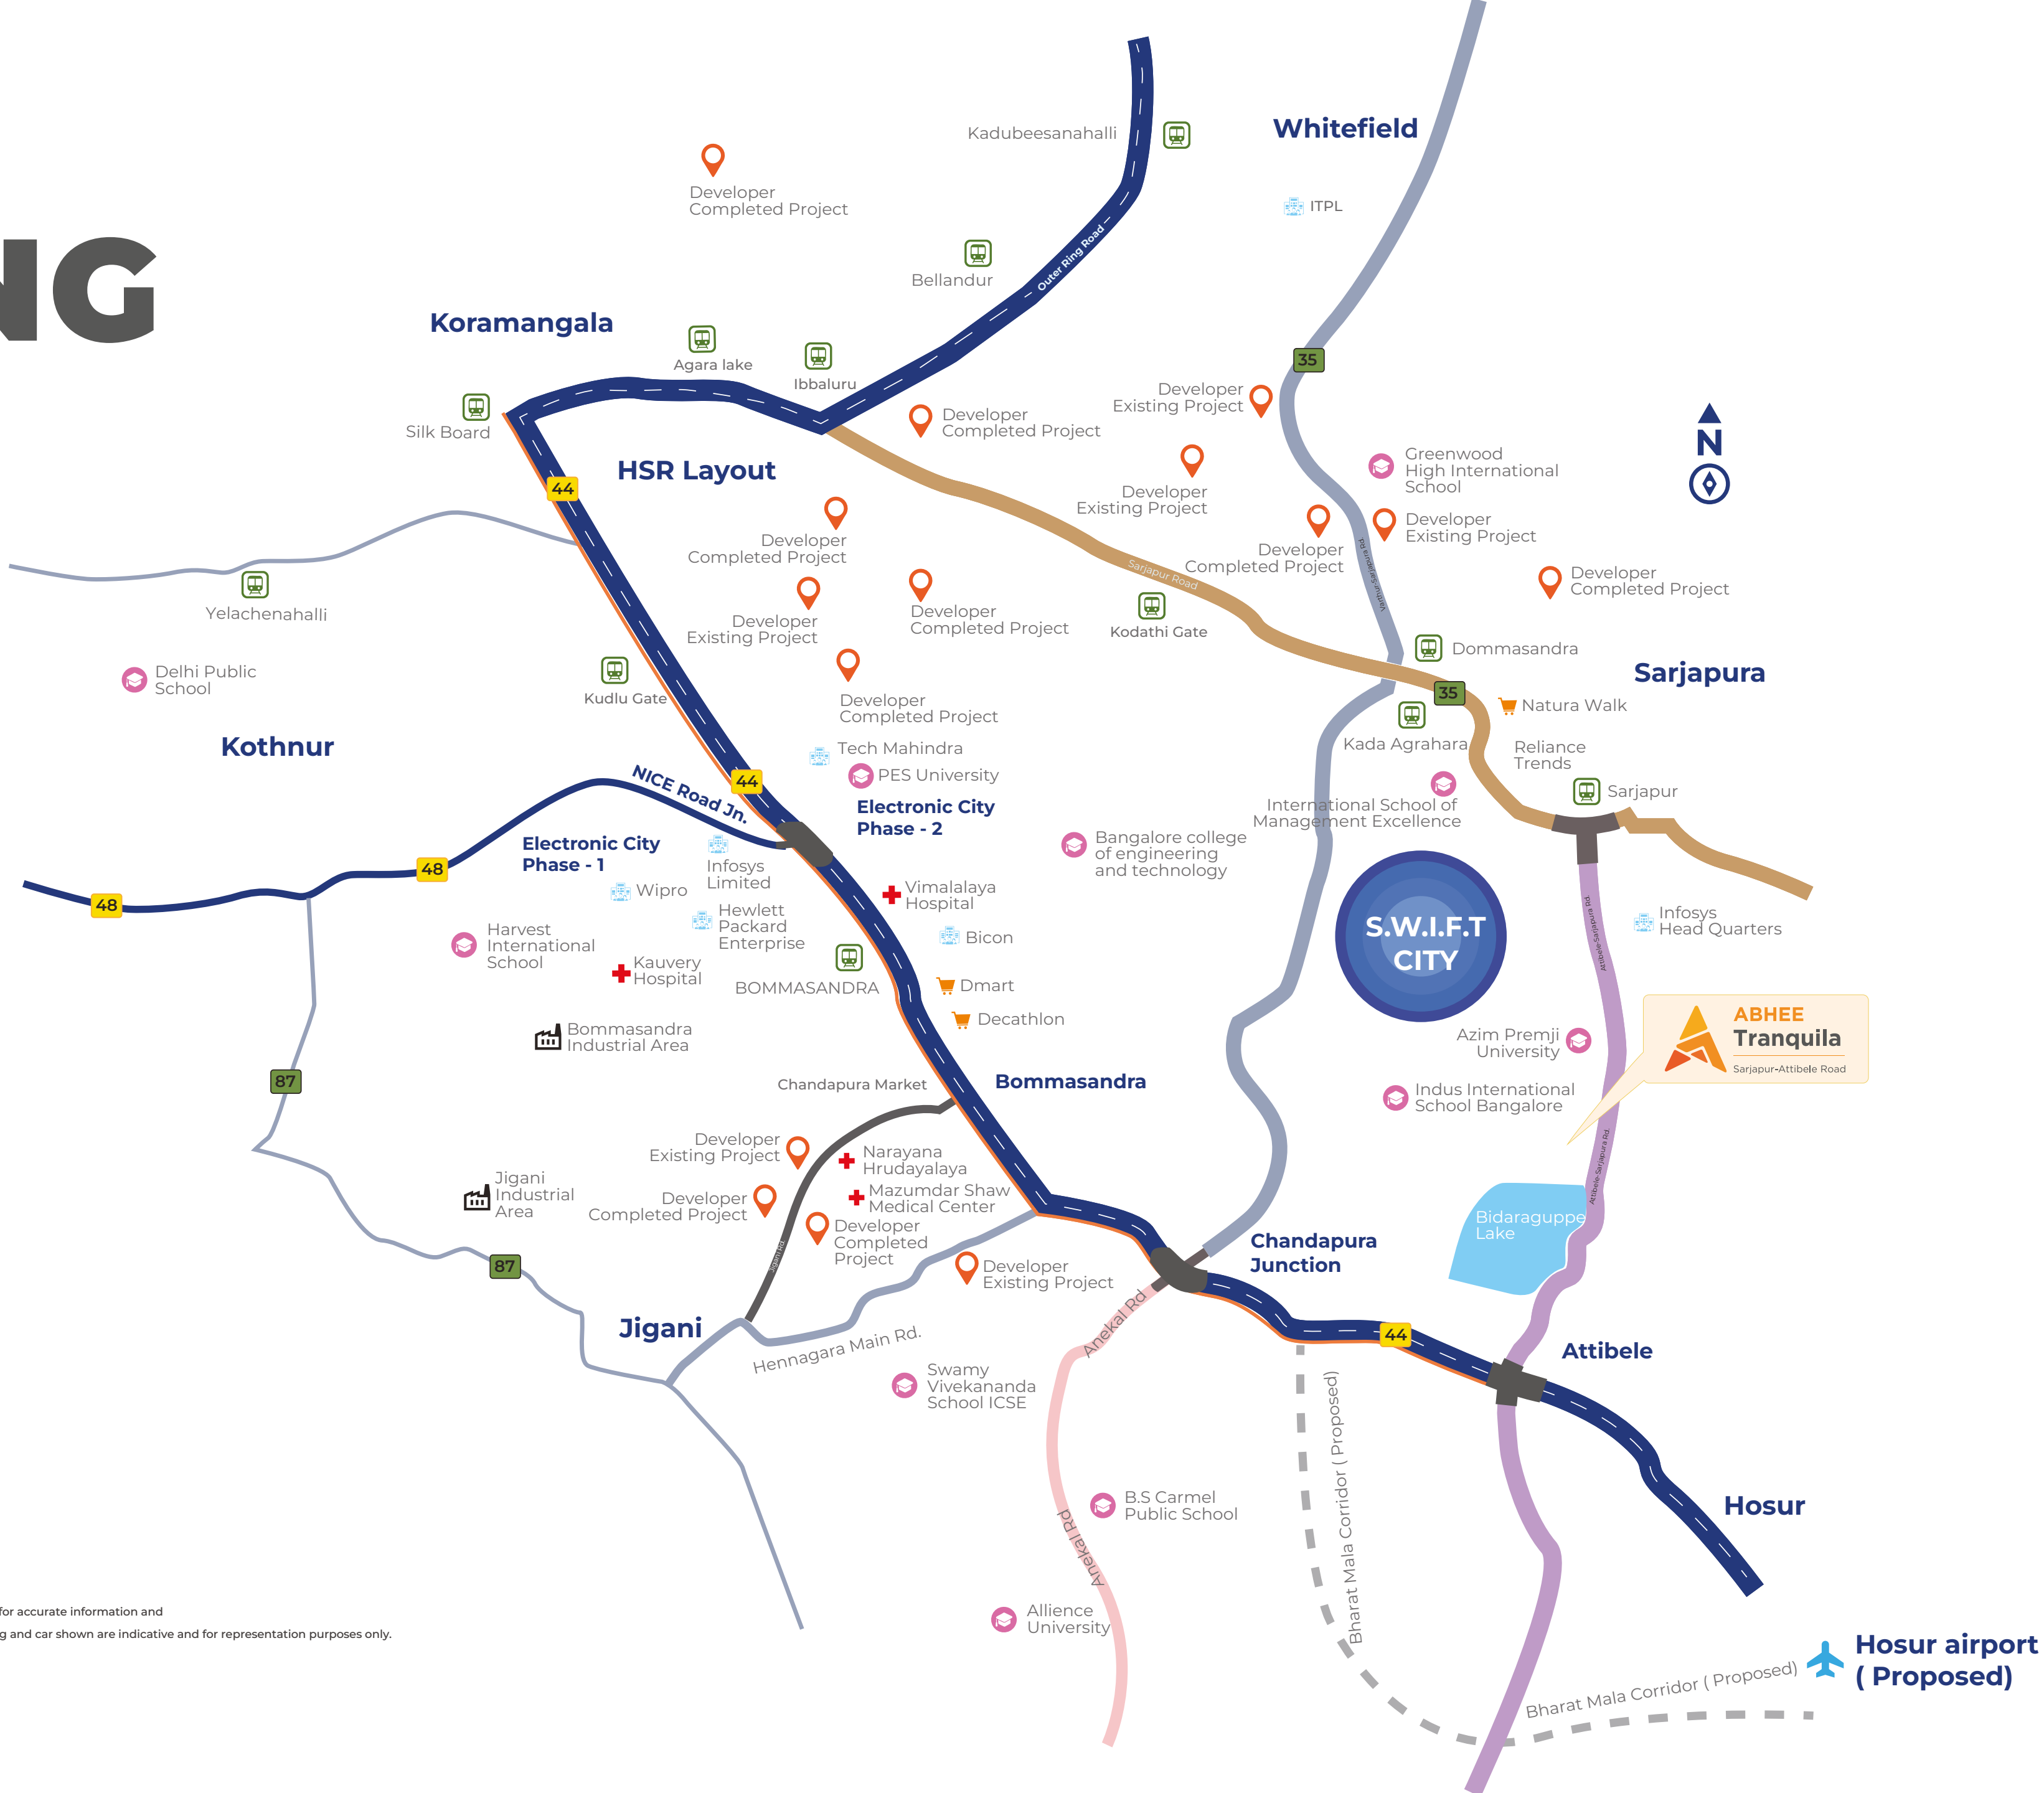 NG
Kadubeesanahalli
Whitefield
Developer
Completed Project
ITPL
Outer Ring Road
Bellandur
Koramangala
Agara lake
Ibbaluru
35
Developer
Existing Project
Silk Board
Developer
Completed Project
N
HSR Layout
44
Developer
Existing Project
Greenwood
High International
School
Developer
Completed Project
Developer
Completed Project
Developer
Existing Project
Varthur-Sarjapura Rd
Sarjapur Road
Developer
Completed Project
Yelachenahalli
Developer
Existing Project
Developer
Completed Project
Kodathi Gate
Dommasandra
Delhi Public
School
Kudlu Gate
Developer
Completed Project
Sarjapura
35
Natura Walk
Kothnur
Tech Mahindra
Kada Agrahara
Reliance
Trends
NICE Road Jn.
44
PES University
Sarjapur
Electronic City
Phase - 2
International School of
Management Excellence
Electronic City
Phase - 1
Infosys
Limited
Bangalore college
of engineering
and technology
48
48
Wipro
Vimalalaya
Hospital
Hewlett
Packard
Enterprise
S.W.I.F.T
CITY
Attibele-Sarjapura Rd
Infosys
Head Quarters
Harvest
International
School
Bicon
Kauvery
Hospital
BOMMASANDRA
Dmart
Decathlon
Bommasandra
Industrial Area
ABHEE
Tranquila
Sarjapur-Attibele Road
Azim Premji
University
87
Chandapura Market
Bommasandra
Indus International
School Bangalore
Developer
Existing Project
Narayana
Hrudayalaya
Attibele-Sarjapura Rd.
Jigani
Industrial
Area
Developer
Completed Project
Mazumdar Shaw
Medical Center
Developer
Completed
Project
Bidaraguppe
Lake
87
Jigani Rd.
Developer
Existing Project
Chandapura
Junction
Jigani
Hennagara Main Rd.
Anekal Rd
44
Attibele
Swamy
Vivekananda
School ICSE
Bharat Mala Corridor ( Proposed)
B.S Carmel
Public School
Anekal Rd
Hosur
Allience
University
for accurate information and
g and car shown are indicative and for representation purposes only.
Bharat Mala Corridor ( Proposed)
Hosur airport
( Proposed)